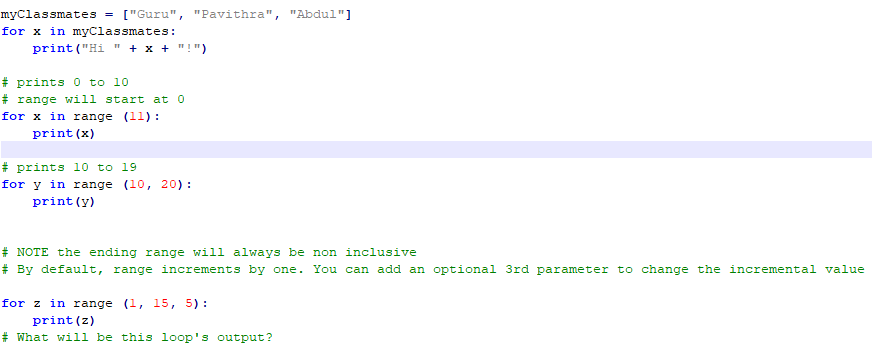 myClassmates = ["Guru", "Pavithra", "Abdul"]
for x in myClassmates:
    print("Hi " + x + "!")

# prints 0 to 10
# range will start at 0
for x in range (11):
    print(x)

# prints 10 to 19
for y in range (10, 20):
    print(y)


# NOTE the ending range will always be non inclusive
# By default, range increments by one. You can add an optional 3rd parameter to change the incremental value

for z in range (1, 15, 5):
    print(z)
# What will be this loop's output?